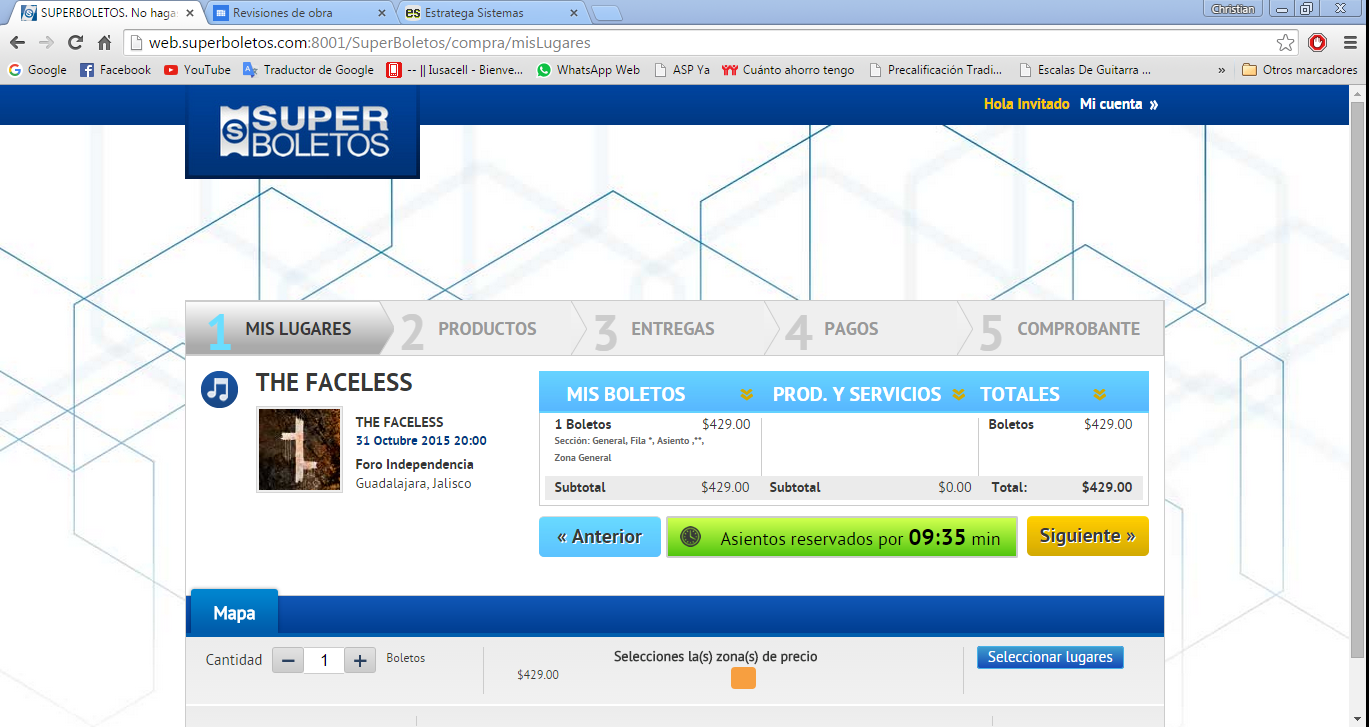 SUPERBOLETOS. No haga
Revisiones de obra
es Estratega Sistemas
Christian
web.superboletos.com:8001/SuperBoletos/compra/misLugares
Google Facebook YouTube Traductor de Google -- || Iusacell - Bienve... WhatsApp Web ASP Ya Cuánto ahorro tengo Precalificación Tradi... Escalas De Guitarra ... » Otros marcadores
Hola Invitado Mi cuenta »
S SUPER
BOLETOS
1 MIS LUGARES 2 PRODUCTOS 3 ENTREGAS 4 PAGOS 5 COMPROBANTE
THE FACELESS
THE FACELESS
31 Octubre 2015 20:00
Foro Independencia
Guadalajara, Jalisco
MIS BOLETOS PROD. Y SERVICIOS TOTALES
1 Boletos $429.00 Boletos $429.00
Sección: General, Fila *, Asiento ,**,
Zona General
Subtotal $429.00 Subtotal $0.00 Total: $429.00
« Anterior Asientos reservados por 09:35 min Siguiente »
Mapa
Cantidad − 1 + Boletos
$429.00
Selecciones la(s) zona(s) de precio
Seleccionar lugares